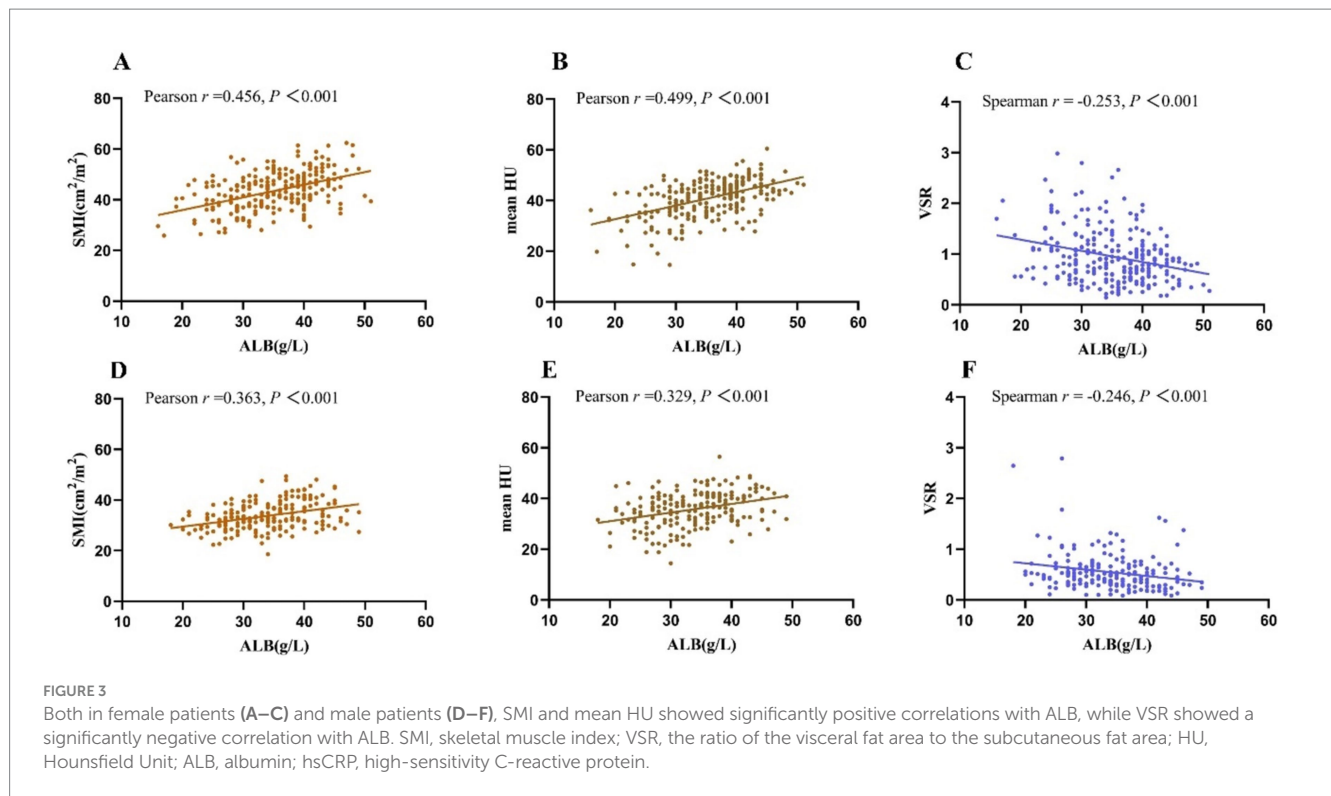 A
Pearson r =0.456, P <0.001
80
60
40
20
0
SMI(cm²/m²)
10 20 30 40 50 60
ALB(g/L)
B
Pearson r =0.499, P <0.001
80
60
40
20
0
mean HU
10 20 30 40 50 60
ALB(g/L)
C
Spearman r = -0.253, P <0.001
4
3
2
1
0
VSR
10 20 30 40 50 60
ALB(g/L)
D
Pearson r =0.363, P <0.001
80
60
40
20
0
SMI(cm²/m²)
10 20 30 40 50 60
ALB(g/L)
E
Pearson r =0.329, P <0.001
80
60
40
20
0
mean HU
10 20 30 40 50 60
ALB(g/L)
F
Spearman r = -0.246, P <0.001
4
3
2
1
0
VSR
10 20 30 40 50 60
ALB(g/L)
FIGURE 3
Both in female patients (A–C) and male patients (D–F), SMI and mean HU showed significantly positive correlations with ALB, while VSR showed a
significantly negative correlation with ALB. SMI, skeletal muscle index; VSR, the ratio of the visceral fat area to the subcutaneous fat area; HU,
Hounsfield Unit; ALB, albumin; hsCRP, high-sensitivity C-reactive protein.